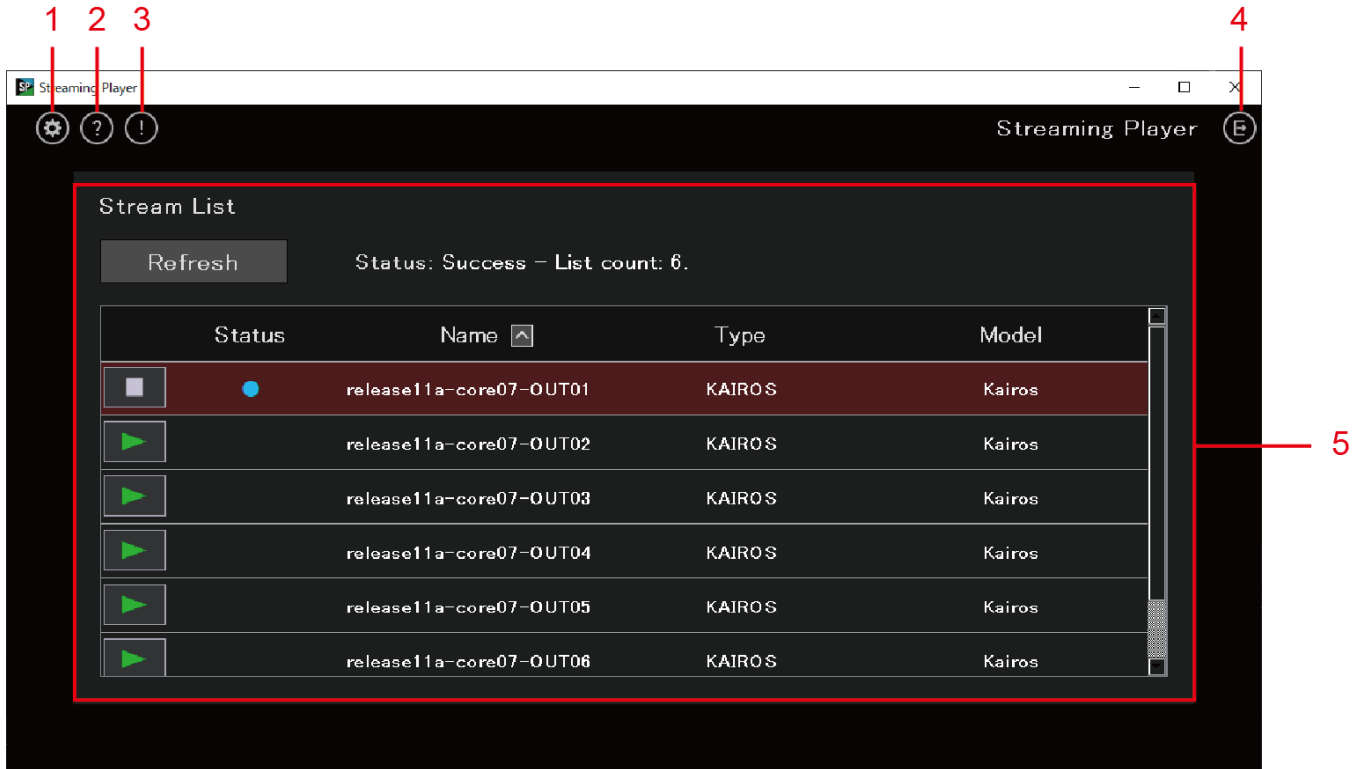 1 2 3 4
SP Streaming Player
? ! Streaming Player
Stream List
Refresh Status: Success - List count: 6.
Status Name Type Model
release11a-core07-OUT01 KAIROS Kairos
release11a-core07-OUT02 KAIROS Kairos
5
release11a-core07-OUT03 KAIROS Kairos
release11a-core07-OUT04 KAIROS Kairos
release11a-core07-OUT05 KAIROS Kairos
release11a-core07-OUT06 KAIROS Kairos